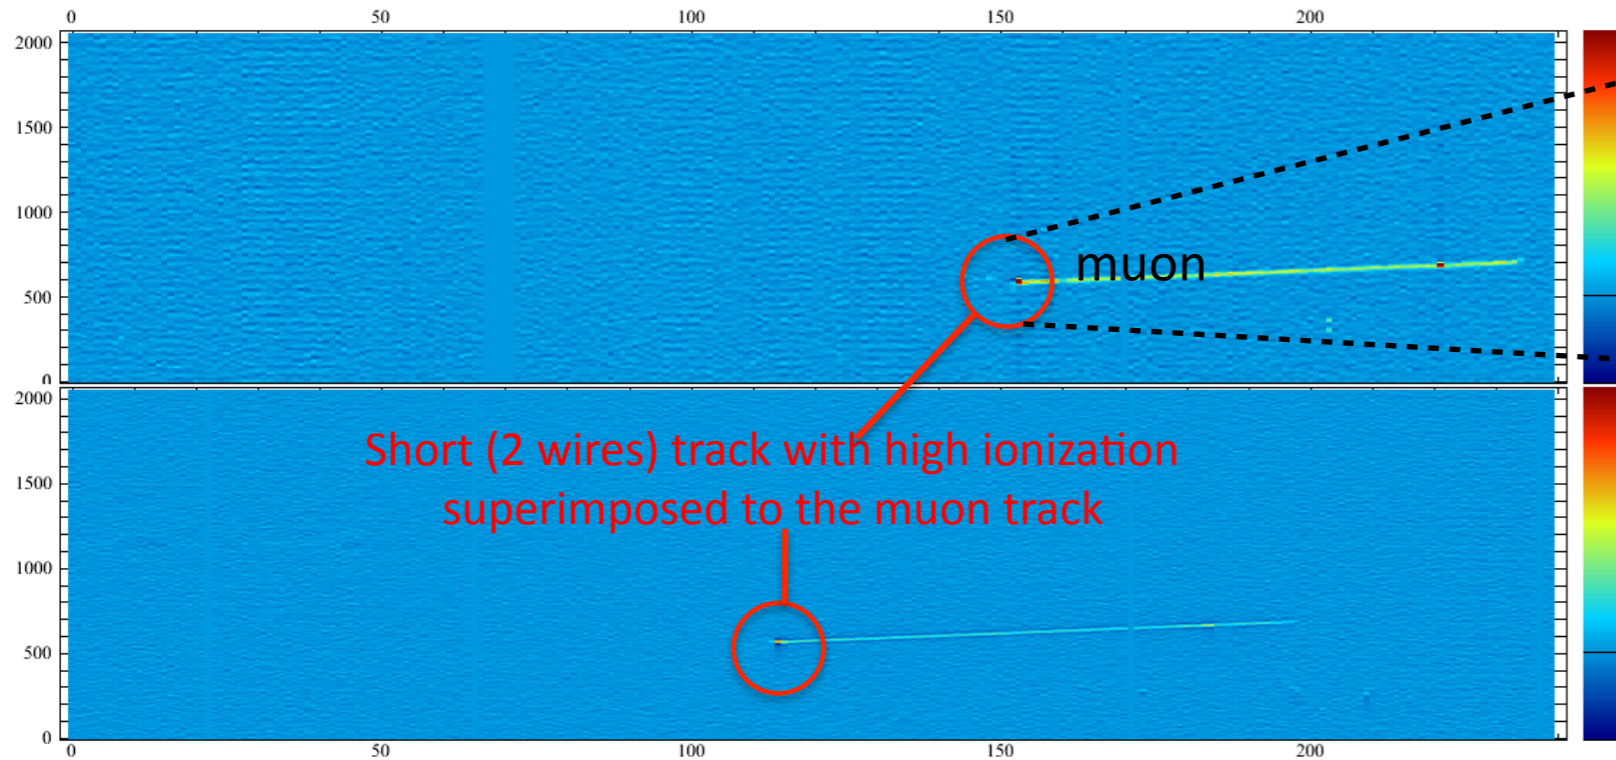 0 50 100 150 200
2000
1500
1000
500
0
muon
2000
1500
1000
500
0
Short (2 wires) track with high ionization
superimposed to the muon track
0 50 100 150 200